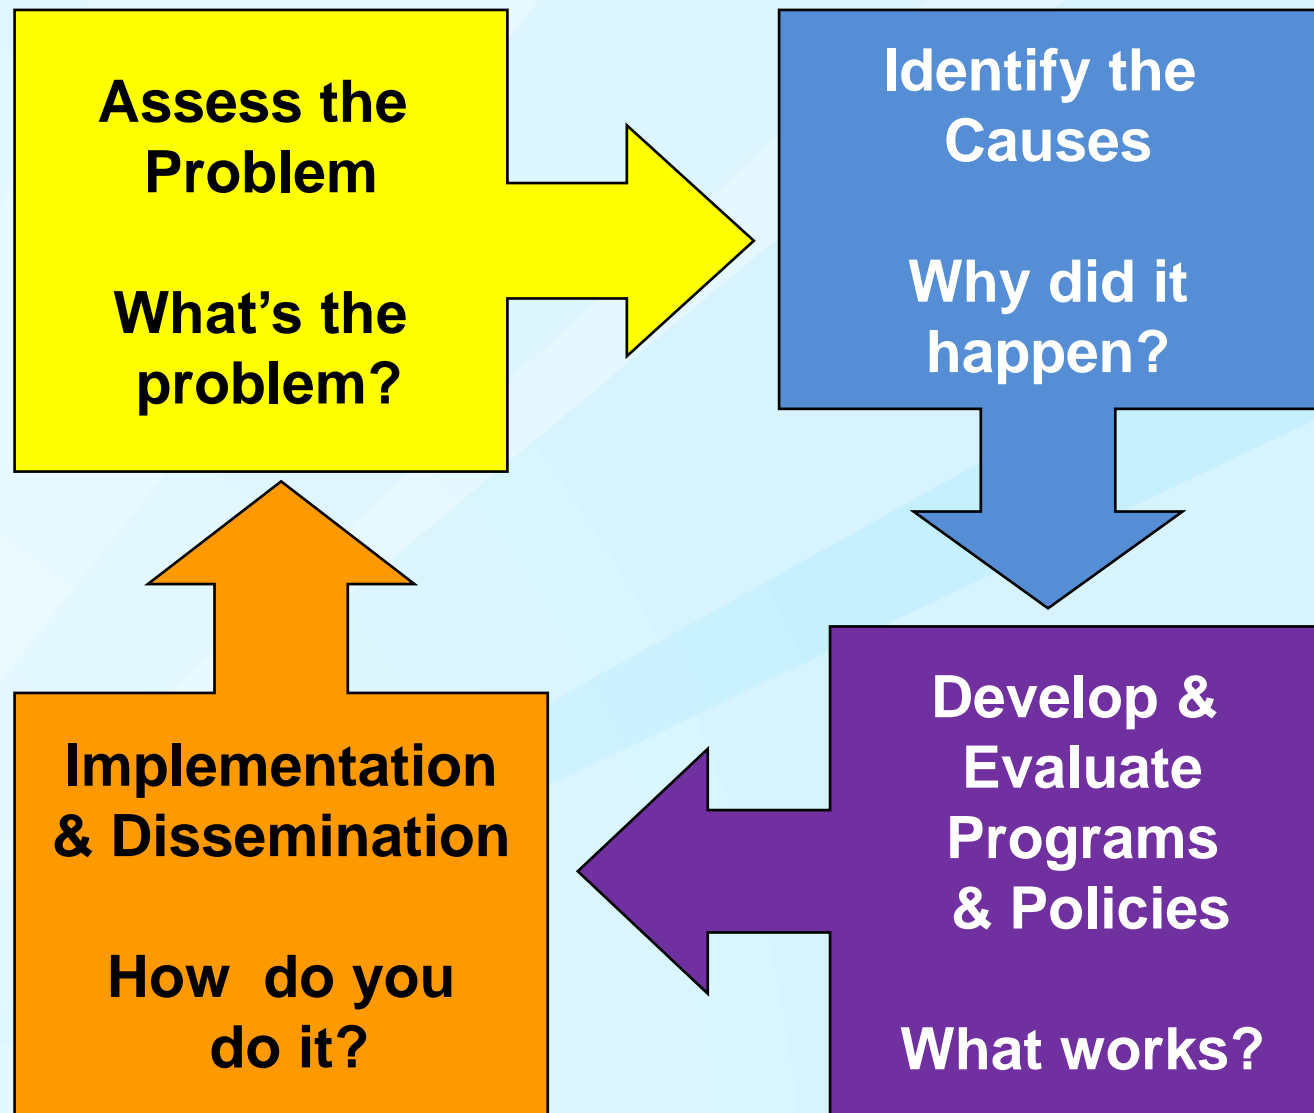 Assess the
Problem
What's the
problem?
Identify the
Causes
Why did it
happen?
Develop &
Evaluate
Programs
& Policies
What works?
Implementation
& Dissemination
How  do you
do it?